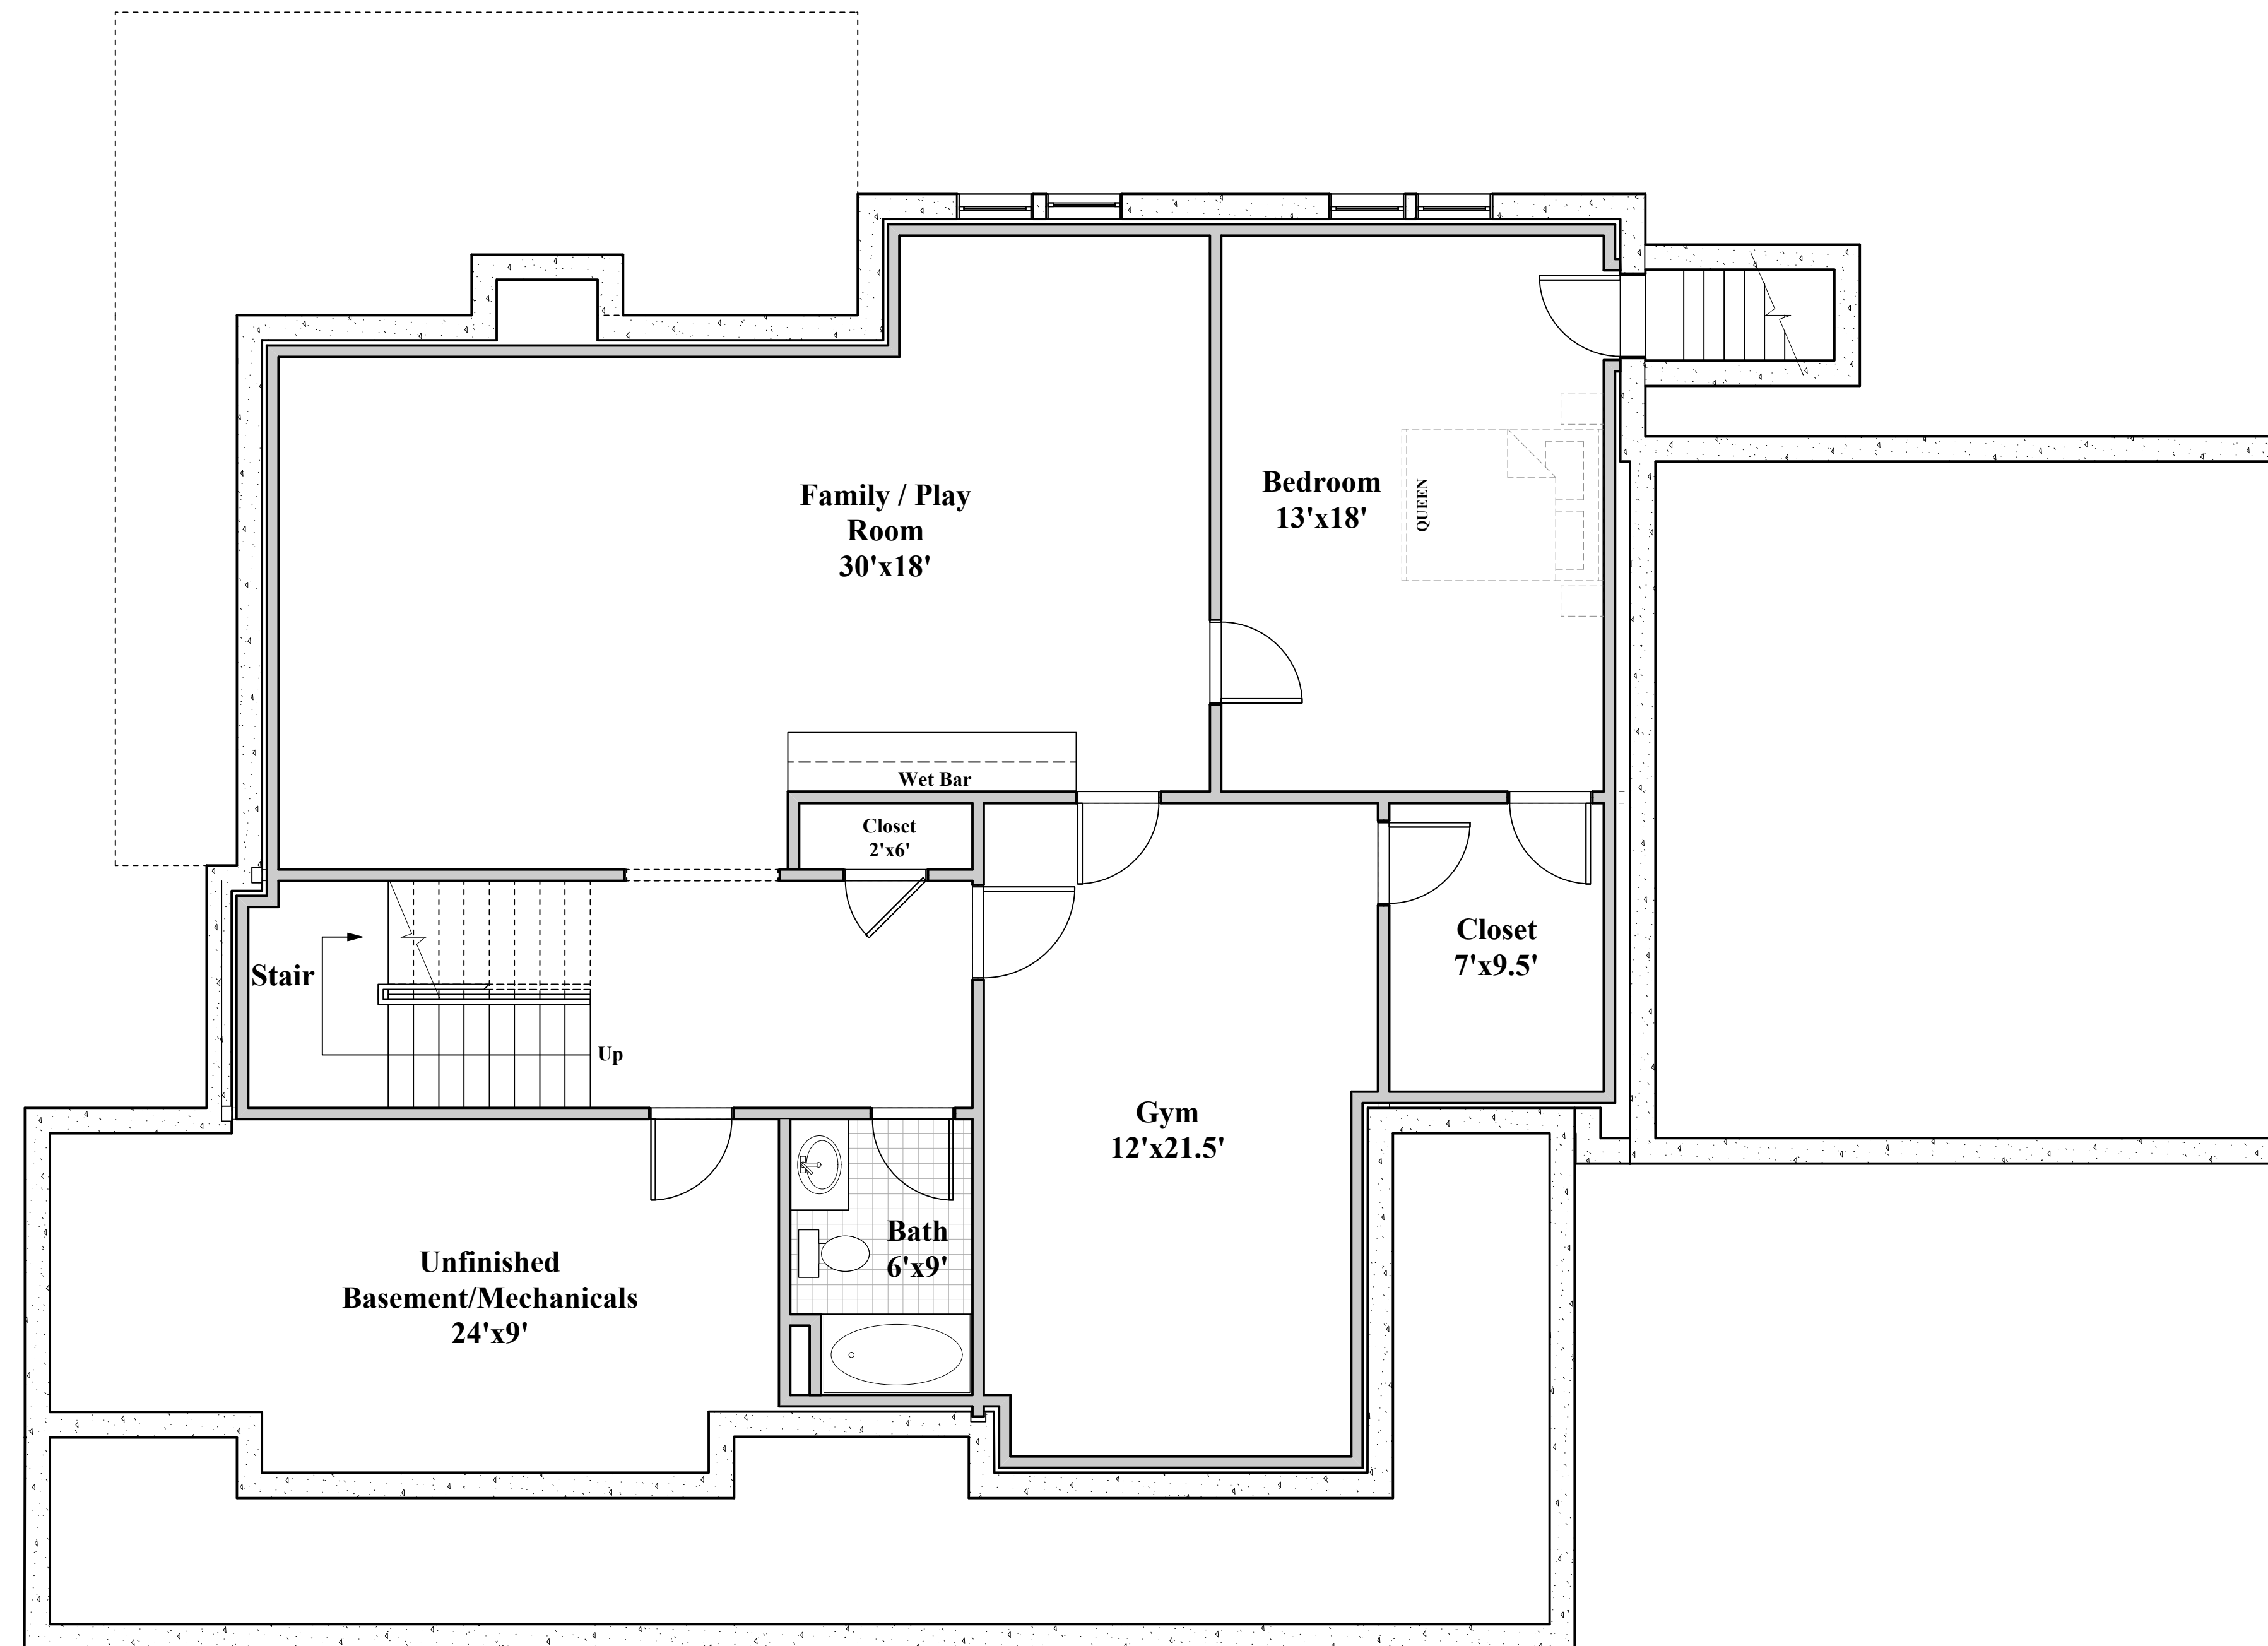 Family / Play
Room
30'x18'
Bedroom
13'x18'
QUEEN
Wet Bar
Closet
2'x6'
Stair
Up
Closet
7'x9.5'
Gym
12'x21.5'
Bath
6'x9'
Unfinished
Basement/Mechanicals
24'x9'